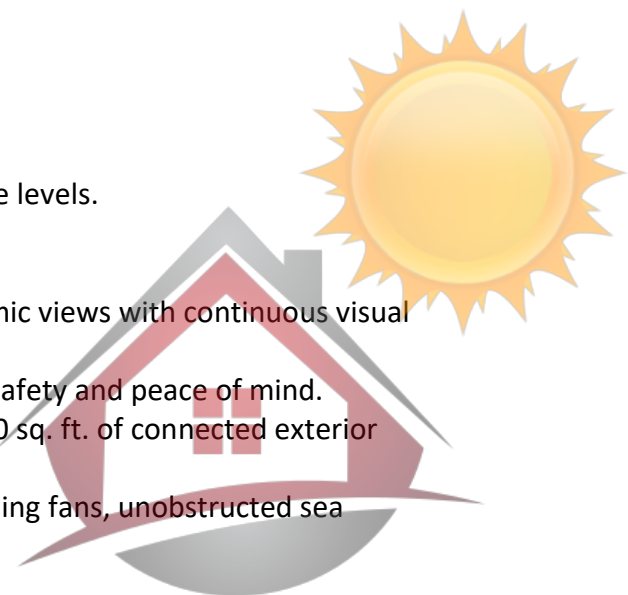 e levels.
nic views with continuous visual
afety and peace of mind.
0 sq. ft. of connected exterior
ing fans, unobstructed sea